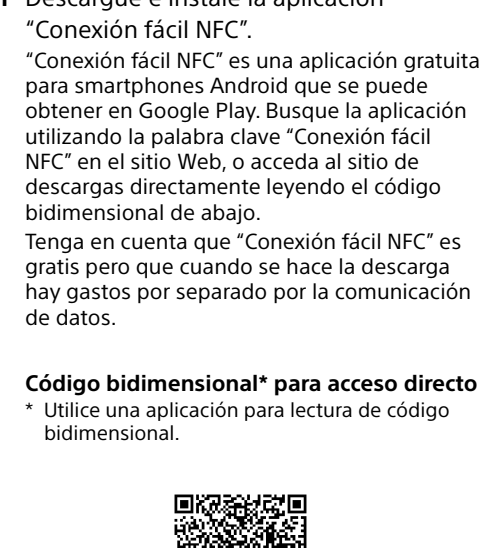 1 Descargue e instale la aplicación
“Conexión fácil NFC”.
“Conexión fácil NFC” es una aplicación gratuita
para smartphones Android que se puede
obtener en Google Play. Busque la aplicación
utilizando la palabra clave “Conexión fácil
NFC” en el sitio Web, o acceda al sitio de
descargas directamente leyendo el código
bidimensional de abajo.
Tenga en cuenta que “Conexión fácil NFC” es
gratis pero que cuando se hace la descarga
hay gastos por separado por la comunicación
de datos.
Código bidimensional* para acceso directo
* Utilice una aplicación para lectura de código
bidimensional.